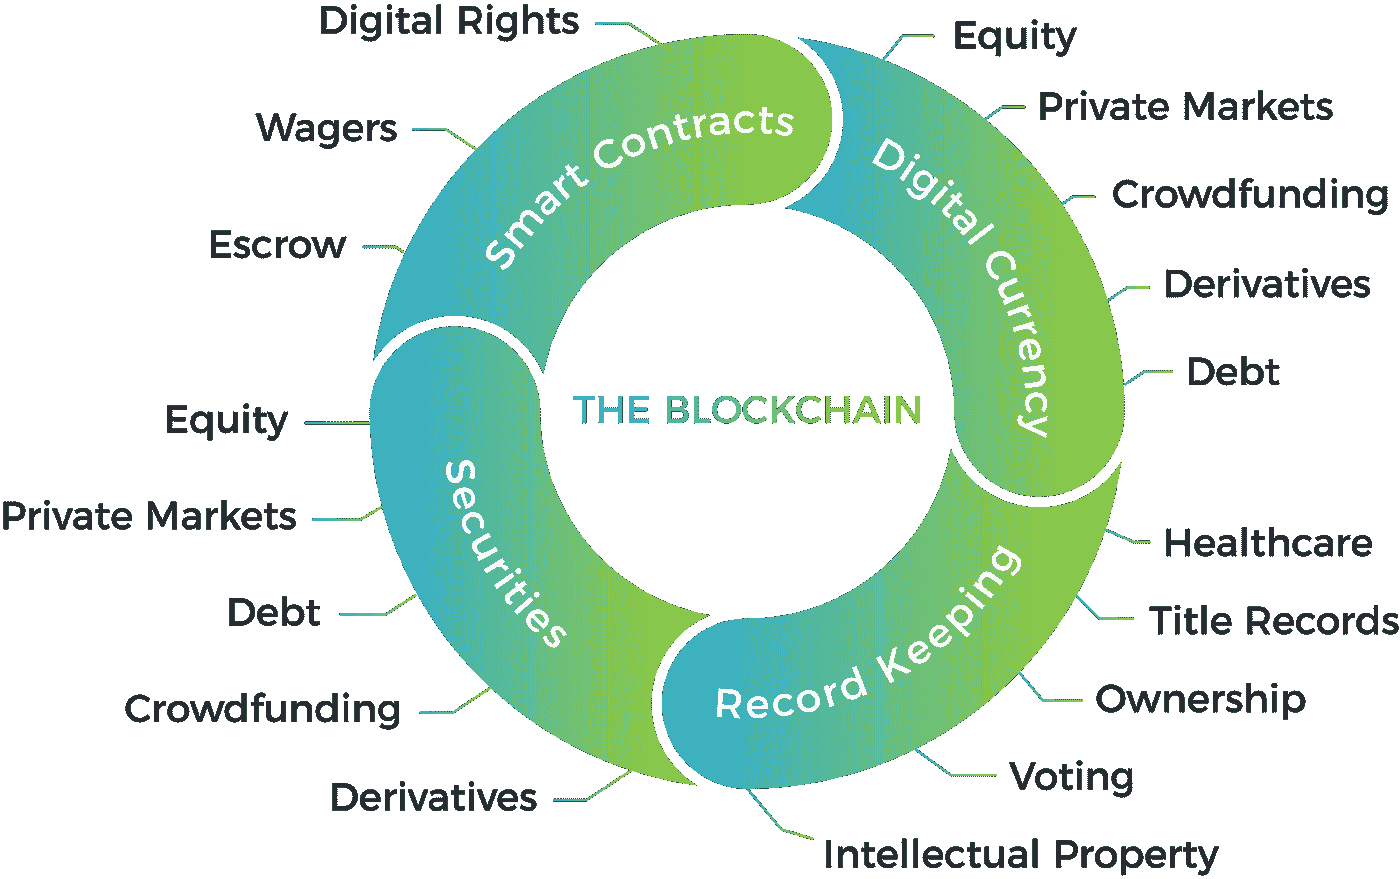 Digital Rights
Wagers
Escrow
Smart Contracts
Equity
Private Markets
Crowdfunding
Derivatives
Debt
Digital Currency
THE BLOCKCHAIN
Equity
Private Markets
Debt
Crowdfunding
Derivatives
Securities
Healthcare
Title Records
Ownership
Voting
Intellectual Property
Record Keeping